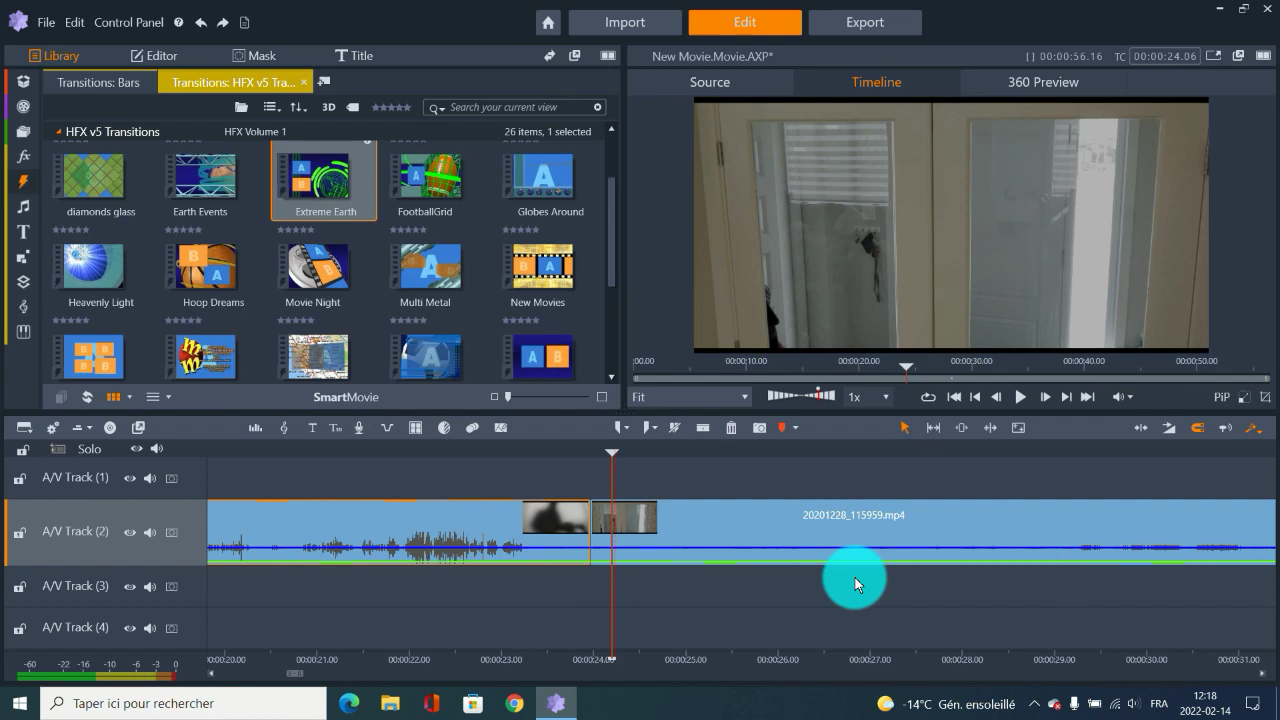 File Edit Control Panel
Import
Edit
Export
Library
Editor
Mask
Title
New Movie.Movie.AXP*
[] 00:00:56.16 TC 00:00:24.06
Transitions: Bars
Transitions: HFX v5 Tra...
Source
Timeline
360 Preview
3D
Search your current view
HFX v5 Transitions
HFX Volume 1
26 items, 1 selected
diamonds glass
Earth Events
Extreme Earth
FootballGrid
Globes Around
Heavenly Light
Hoop Dreams
Movie Night
Multi Metal
New Movies
:00.00 00:00:10.00 00:00:20.00 00:00:30.00 00:00:40.00 00:00:50.00
SmartMovie
Fit
1x
PiP
Solo
A/V Track (1)
A/V Track (2)
20201228_115959.mp4
A/V Track (3)
A/V Track (4)
-60 -22 -16 -10 -6 -3 0
00:00:20.00 00:00:21.00 00:00:22.00 00:00:23.00 00:00:24.00 00:00:25.00 00:00:26.00 00:00:27.00 00:00:28.00 00:00:29.00 00:00:30.00 00:00:31.00
Taper ici pour rechercher
-14°C Gén. ensoleillé
FRA
12:18
2022-02-14